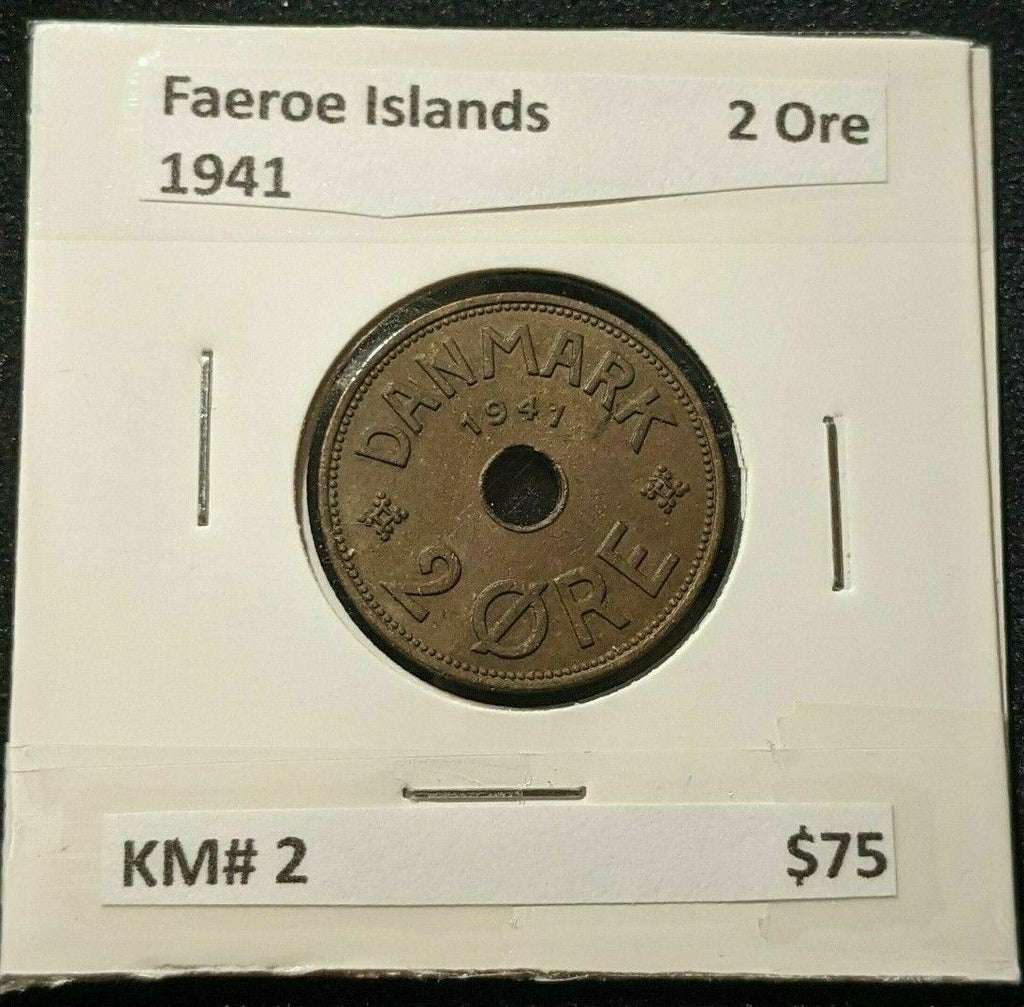 Faeroe Islands 2 Ore
1941
DANMARK
1941
2 ØRE
KM# 2 $75